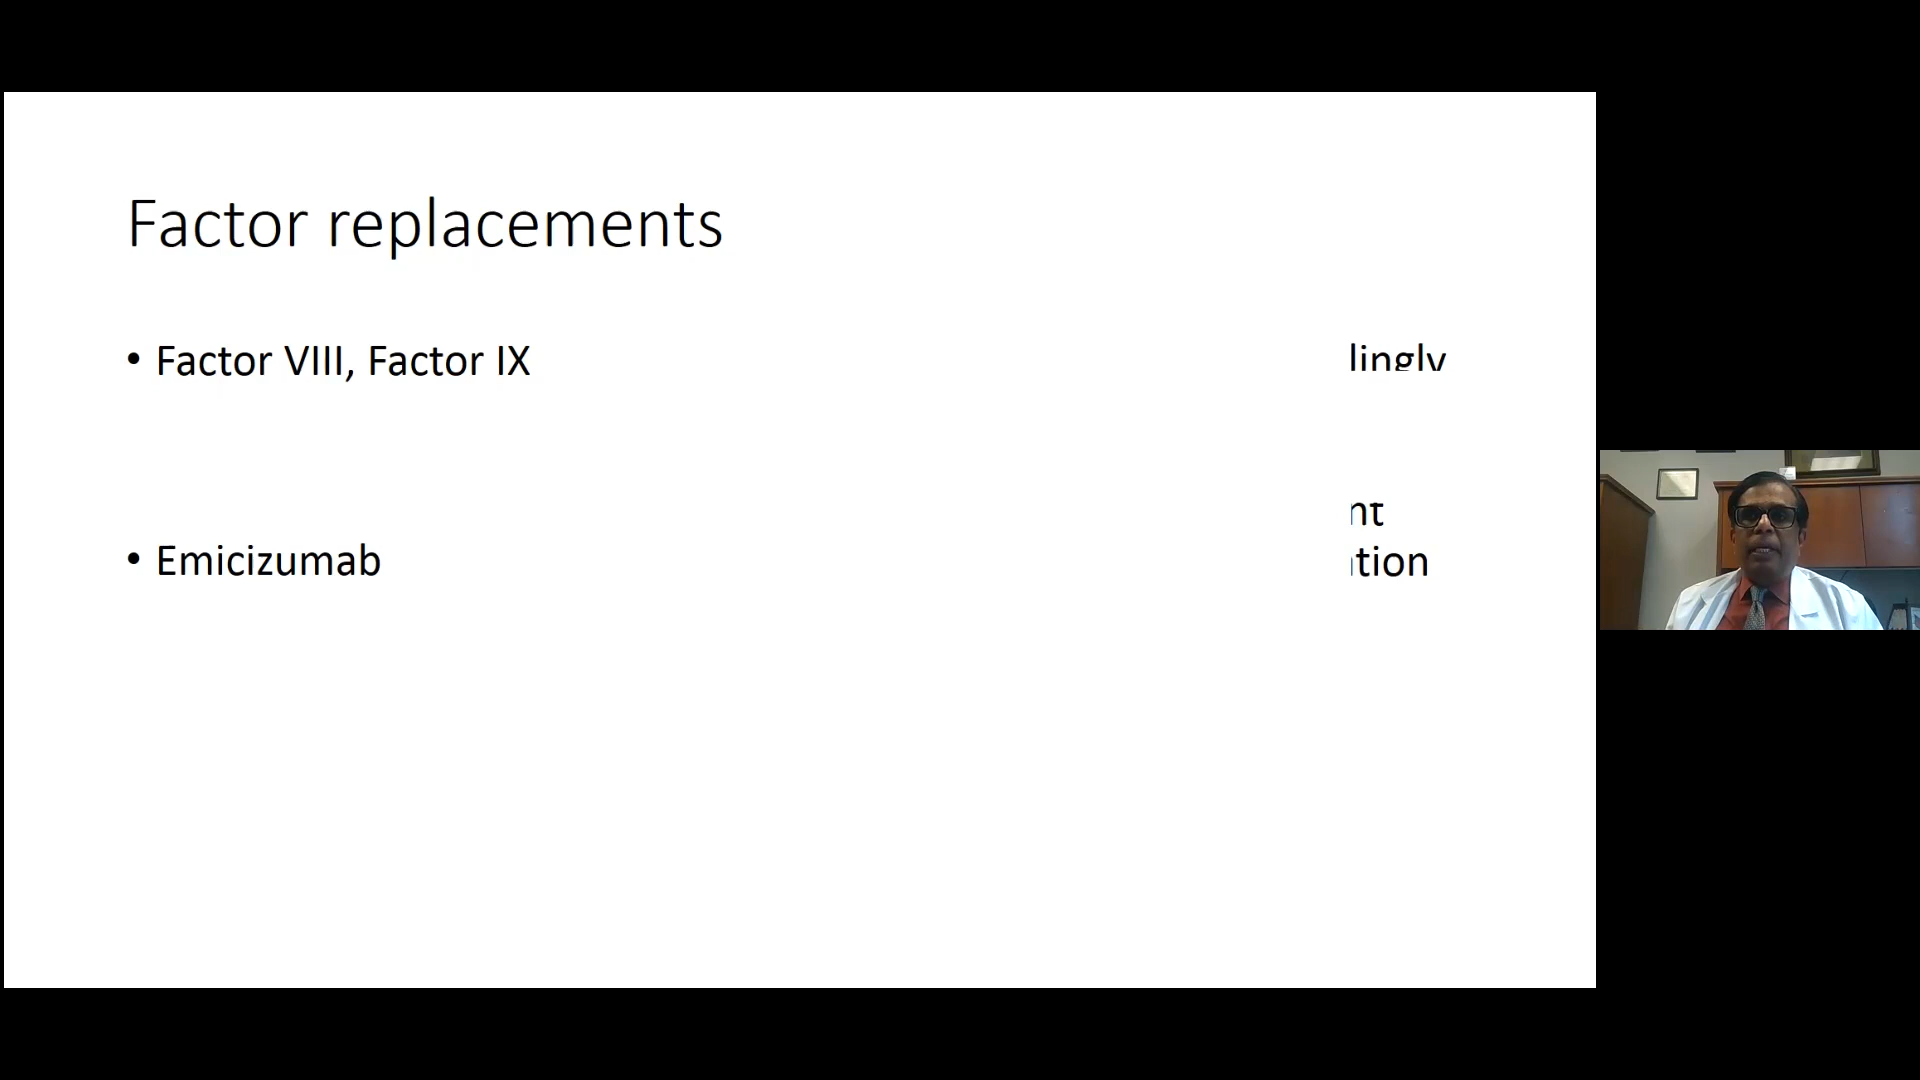 Factor replacements
• Factor VIII, Factor IX
• Emicizumab